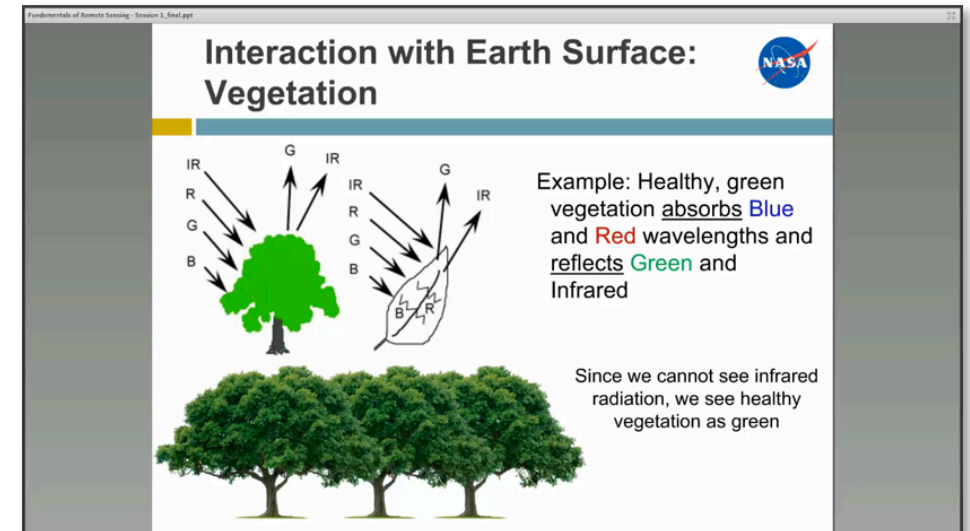 Fundamentals of Remote Sensing - Session 1_final.ppt
Interaction with Earth Surface:
Vegetation
NASA
IR
R
G
B
G
IR
IR
R
G
B
G
IR
B
R
Example: Healthy, green
vegetation absorbs Blue
and Red wavelengths and
reflects Green and
Infrared
Since we cannot see infrared
radiation, we see healthy
vegetation as green